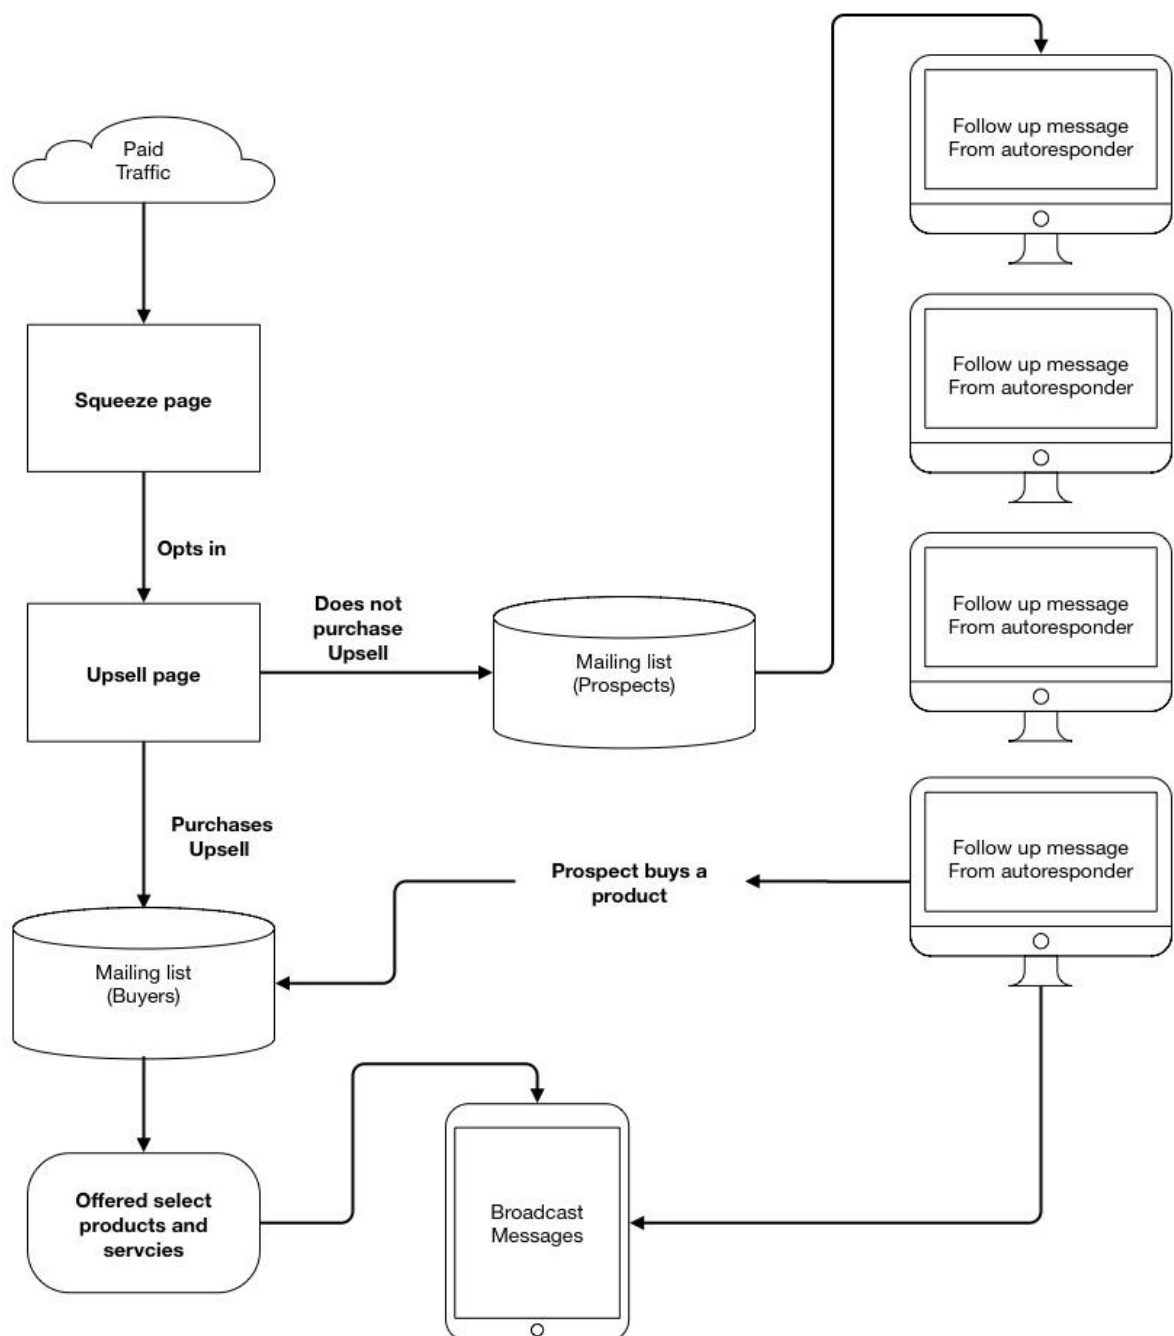 Paid
Traffic
Follow up message
From autoresponder
Squeeze page
Follow up message
From autoresponder
Opts in
Does not
purchase
Upsell
Upsell page
Mailing list
(Prospects)
Follow up message
From autoresponder
Purchases
Upsell
Prospect buys a
product
Follow up message
From autoresponder
Mailing list
(Buyers)
Offered select
products and
servcies
Broadcast
Messages